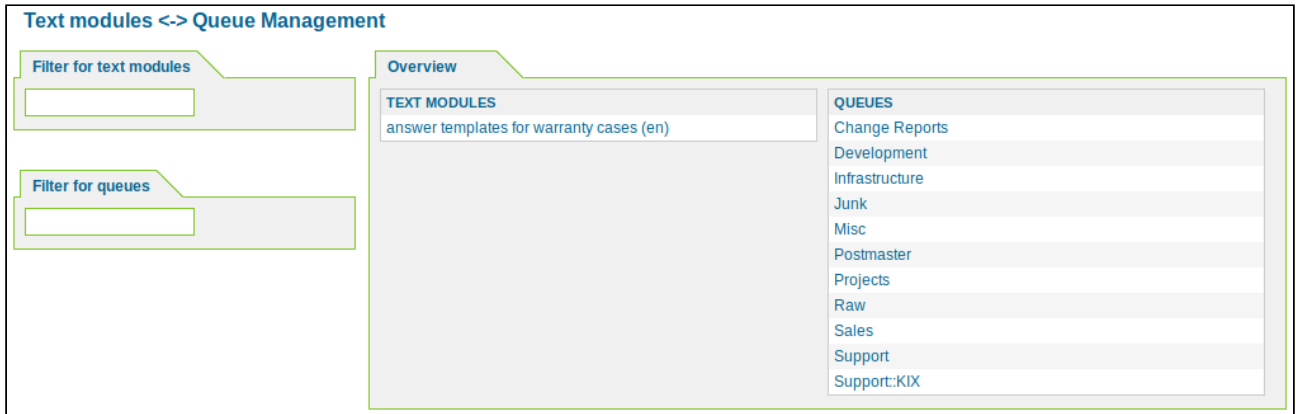 Text modules <-> Queue Management
Filter for text modules
Filter for queues
Overview
TEXT MODULES
answer templates for warranty cases (en)
QUEUES
Change Reports
Development
Infrastructure
Junk
Misc
Postmaster
Projects
Raw
Sales
Support
Support::KIX